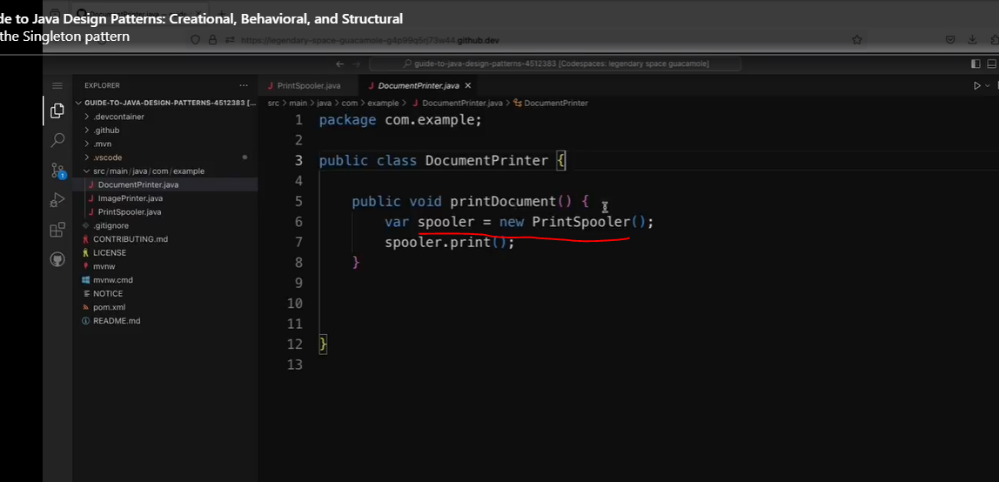 de to Java Design Patterns: Creational, Behavioral, and Structural
the Singleton pattern
https://legendary-space-guacamole-g4p99q5rj73w44.github.dev
guide-to-java-design-patterns-4512383 [Codespaces: legendary space guacamole]
EXPLORER
PrintSpooler.java
DocumentPrinter.java
GUIDE-TO-JAVA-DESIGN-PATTERNS-4512383 [...
src > main > java > com > example > DocumentPrinter.java > DocumentPrinter
.devcontainer
.github
.mvn
.vscode
src/main/java/com/example
DocumentPrinter.java
ImagePrinter.java
PrintSpooler.java
.gitignore
CONTRIBUTING.md
LICENSE
mvnw
mvnw.cmd
NOTICE
pom.xml
README.md
1
1 package com.example;
2
3 public class DocumentPrinter {
4
5 public void printDocument() {
6 var spooler = new PrintSpooler();
7 spooler.print();
8 }
9
10
11
12 }
13